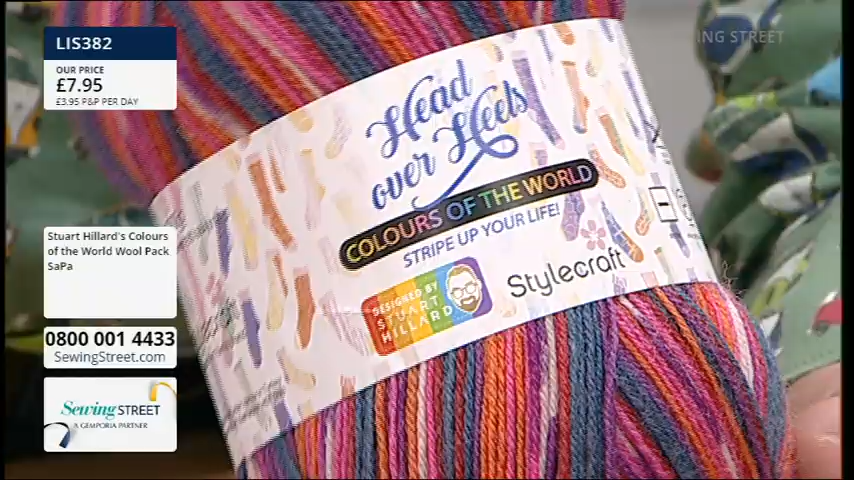 LIS382
OUR PRICE
£7.95
£3.95 P&P PER DAY
ING STREET
Head
over Heels
COLOURS OF THE WORLD
STRIPE UP YOUR LIFE!
DESIGNED BY
STUART
HILLARD
Stylecraft
Stuart Hillard's Colours
of the World Wool Pack
SaPa
0800 001 4433
SewingStreet.com
Sewing STREET
A GEMPORIA PARTNER